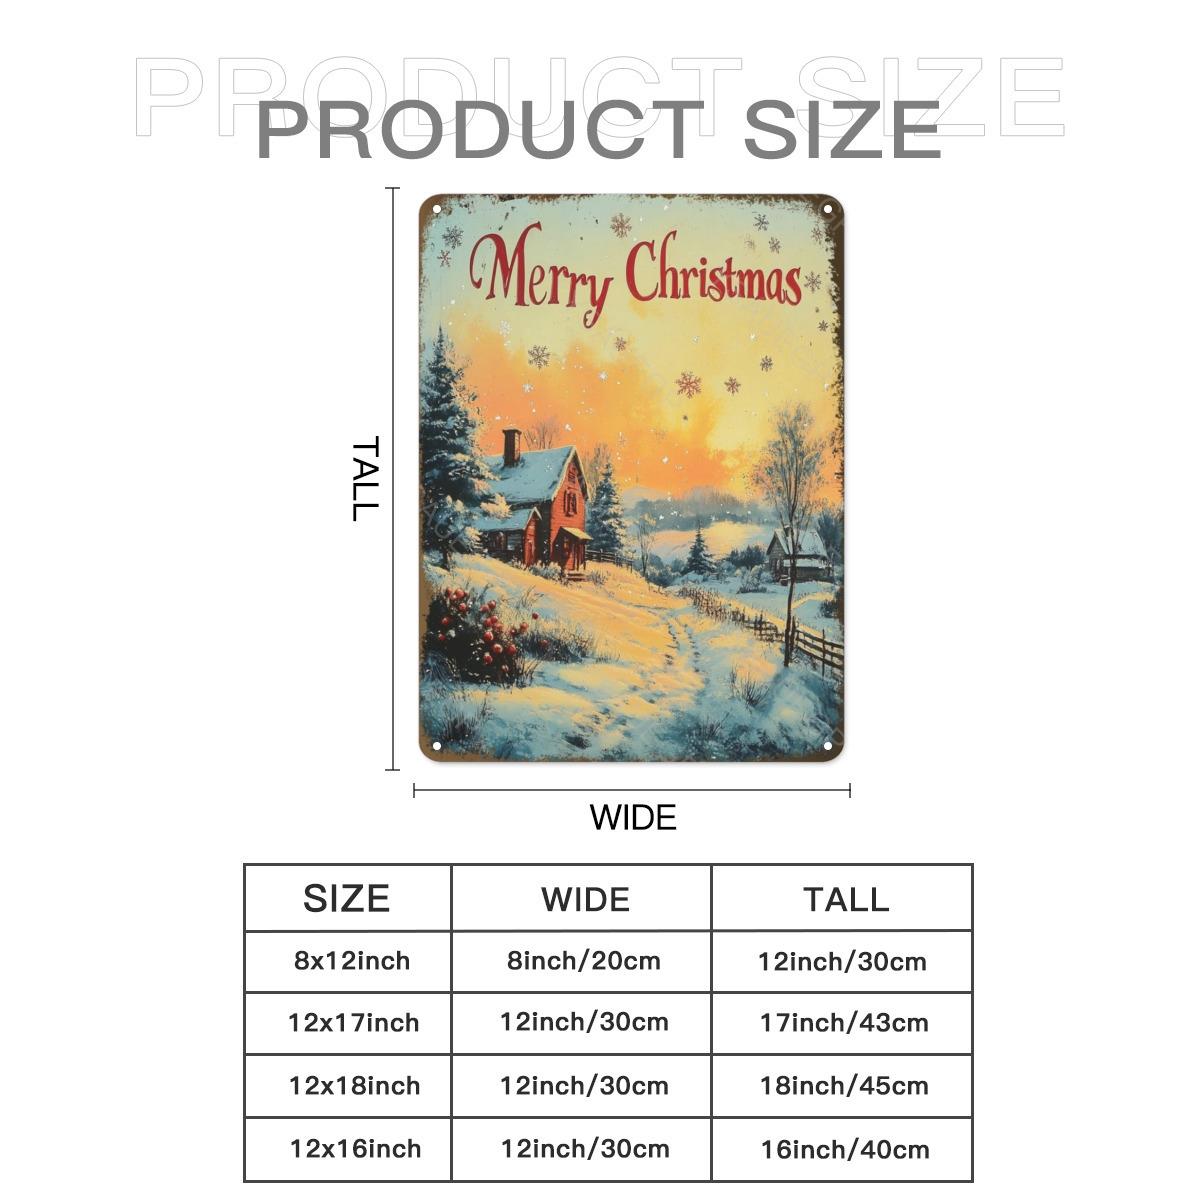 PRODUCT SIZE
PRODUCT SIZE
Merry Christmas
TALL
WIDE
SIZE WIDE TALL
8x12inch 8inch/20cm 12inch/30cm
12x17inch 12inch/30cm 17inch/43cm
12x18inch 12inch/30cm 18inch/45cm
12x16inch 12inch/30cm 16inch/40cm